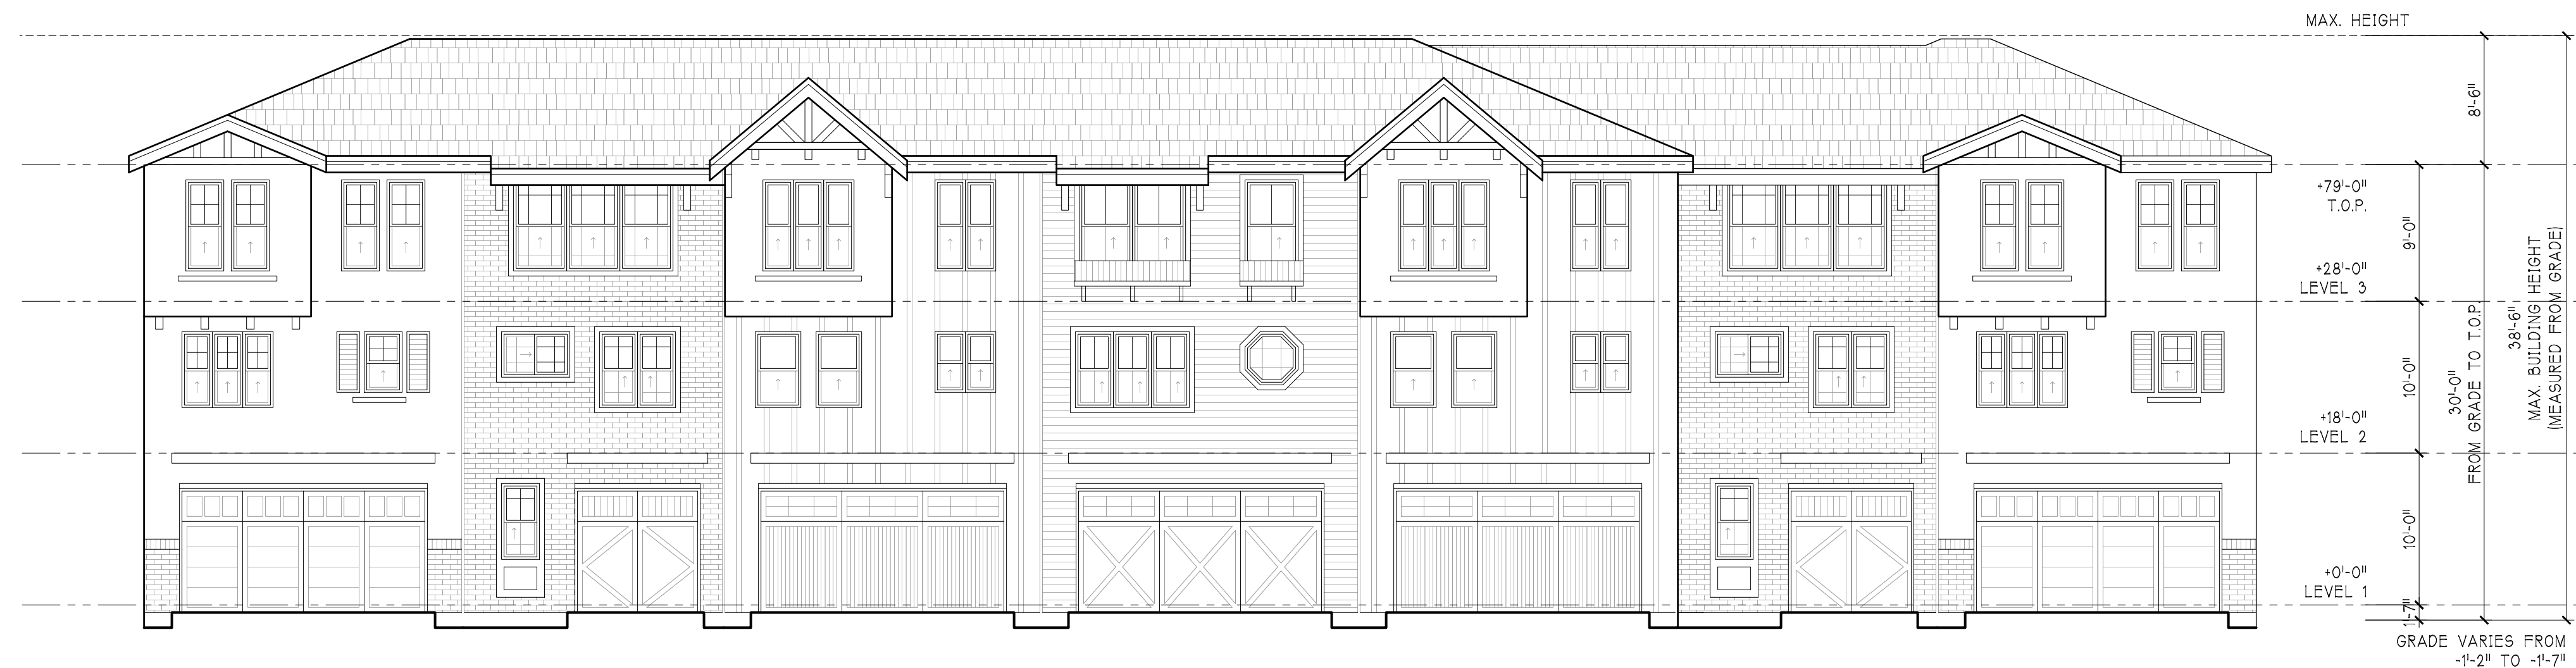 MAX. HEIGHT
8'-6"
+79'-0"
T.O.P.
9'-0"
+28'-0"
LEVEL 3
10'-0"
30'-0"
FROM GRADE TO T.O.P.
38'-6"
MAX. BUILDING HEIGHT
(MEASURED FROM GRADE)
+18'-0"
LEVEL 2
10'-0"
+0'-0"
LEVEL 1
1'-7"
GRADE VARIES FROM
-1'-2" TO -1'-7"